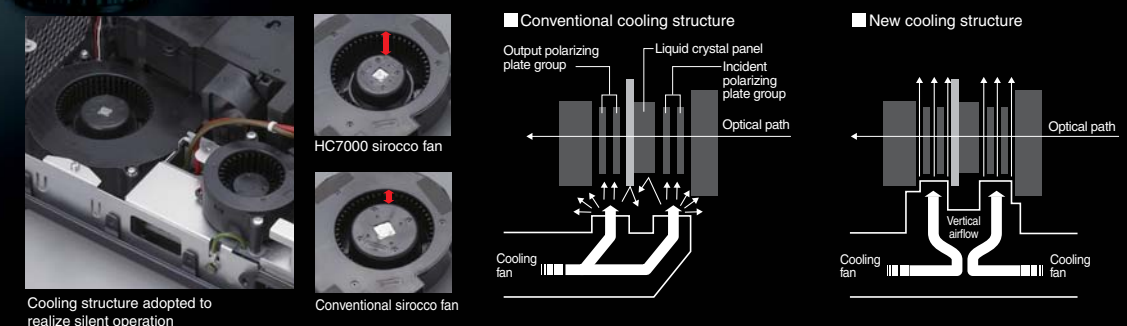 Cooling structure adopted to
realize silent operation
HC7000 sirocco fan
Conventional sirocco fan
Conventional cooling structure
Output polarizing
plate group
Liquid crystal panel
Incident
polarizing
plate group
Optical path
Cooling
fan
New cooling structure
Optical path
Vertical
airflow
Cooling
fan
Cooling
fan